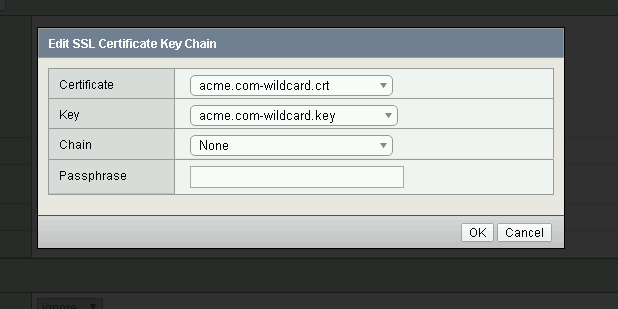 Edit SSL Certificate Key Chain
Certificate acme.com-wildcard.crt
Key acme.com-wildcard.key
Chain None
Passphrase
OK Cancel
ignore